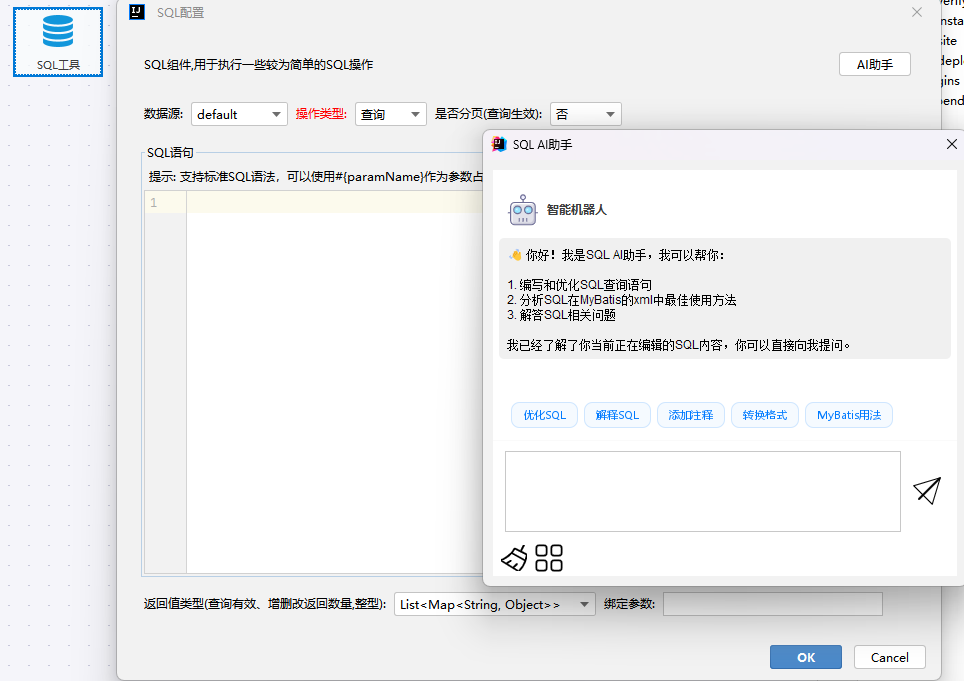 SQL工具
SQL配置
SQL组件,用于执行一些较为简单的SQL操作
AI助手
数据源:
default
操作类型:
查询
是否分页(查询生效):
否
SQL语句
提示: 支持标准SQL语法，可以使用#{paramName}作为参数占
1
SQL AI助手
智能机器人
👋 你好！我是SQL AI助手，我可以帮你：
1. 编写和优化SQL查询语句
2. 分析SQL在MyBatis的xml中最佳使用方法
3. 解答SQL相关问题
我已经了解了你当前正在编辑的SQL内容，你可以直接向我提问。
优化SQL
解释SQL
添加注释
转换格式
MyBatis用法
返回值类型(查询有效、增删改返回数量,整型):
List<Map<String, Object>>
绑定参数:
OK
Cancel